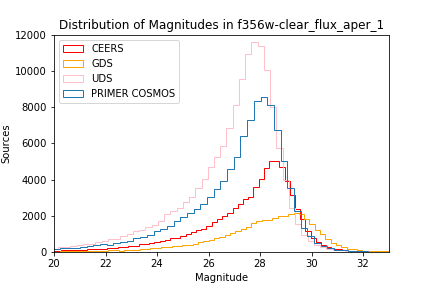 Distribution of Magnitudes in f356w-clear_flux_aper_1
12000
10000
8000
6000
4000
2000
0
Sources
CEERS
GDS
UDS
PRIMER COSMOS
20 22 24 26 28 30 32
Magnitude